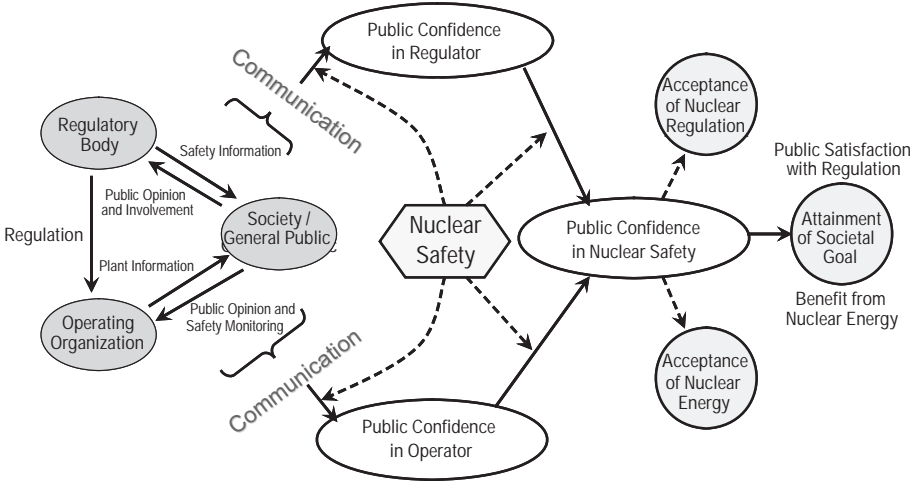 Public Confidence
in Regulator
Communication
Acceptance
of Nuclear
Regulation
Regulatory
Body
Safety Information
Public Satisfaction
with Regulation
Public Opinion
and Involvement
Regulation
Society /
General Public
Nuclear
Safety
Public Confidence
in Nuclear Safety
Attainment
of Societal
Goal
Plant Information
Benefit from
Nuclear Energy
Operating
Organization
Public Opinion and
Safety Monitoring
Communication
Acceptance
of Nuclear
Energy
Public Confidence
in Operator